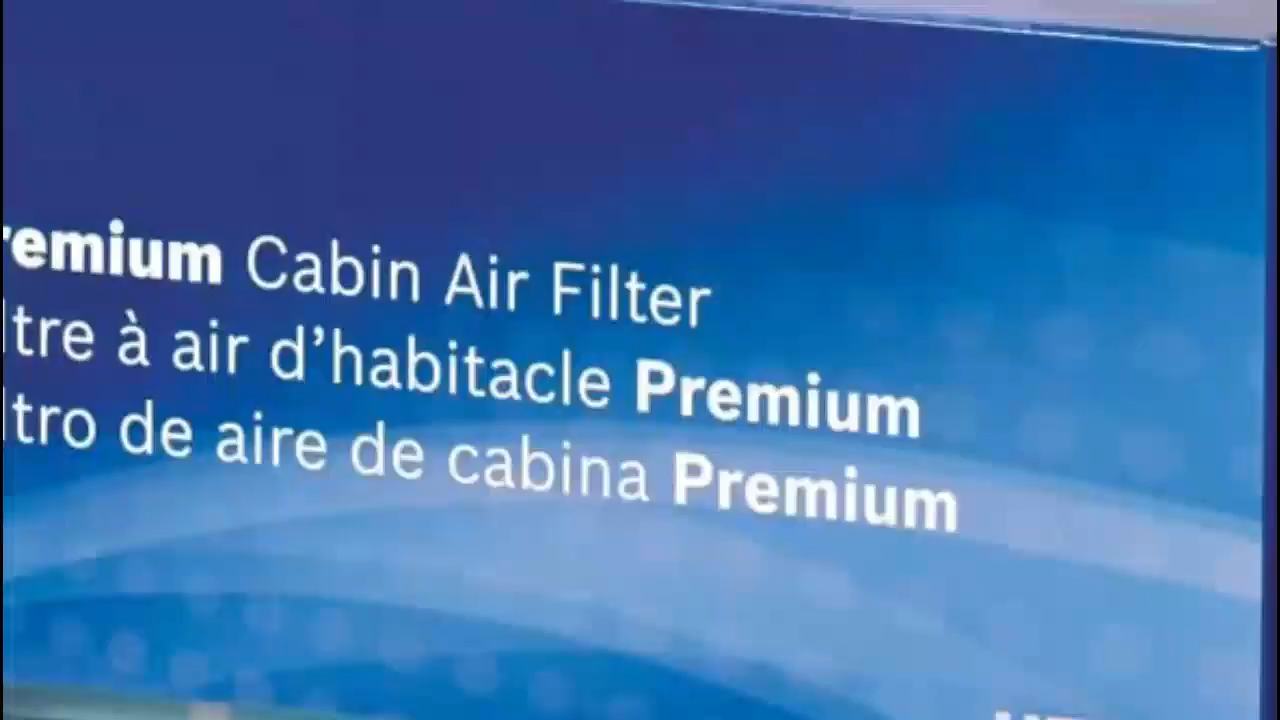 remium Cabin Air Filter
ltre à air d'habitacle Premium
ltro de aire de cabina Premium